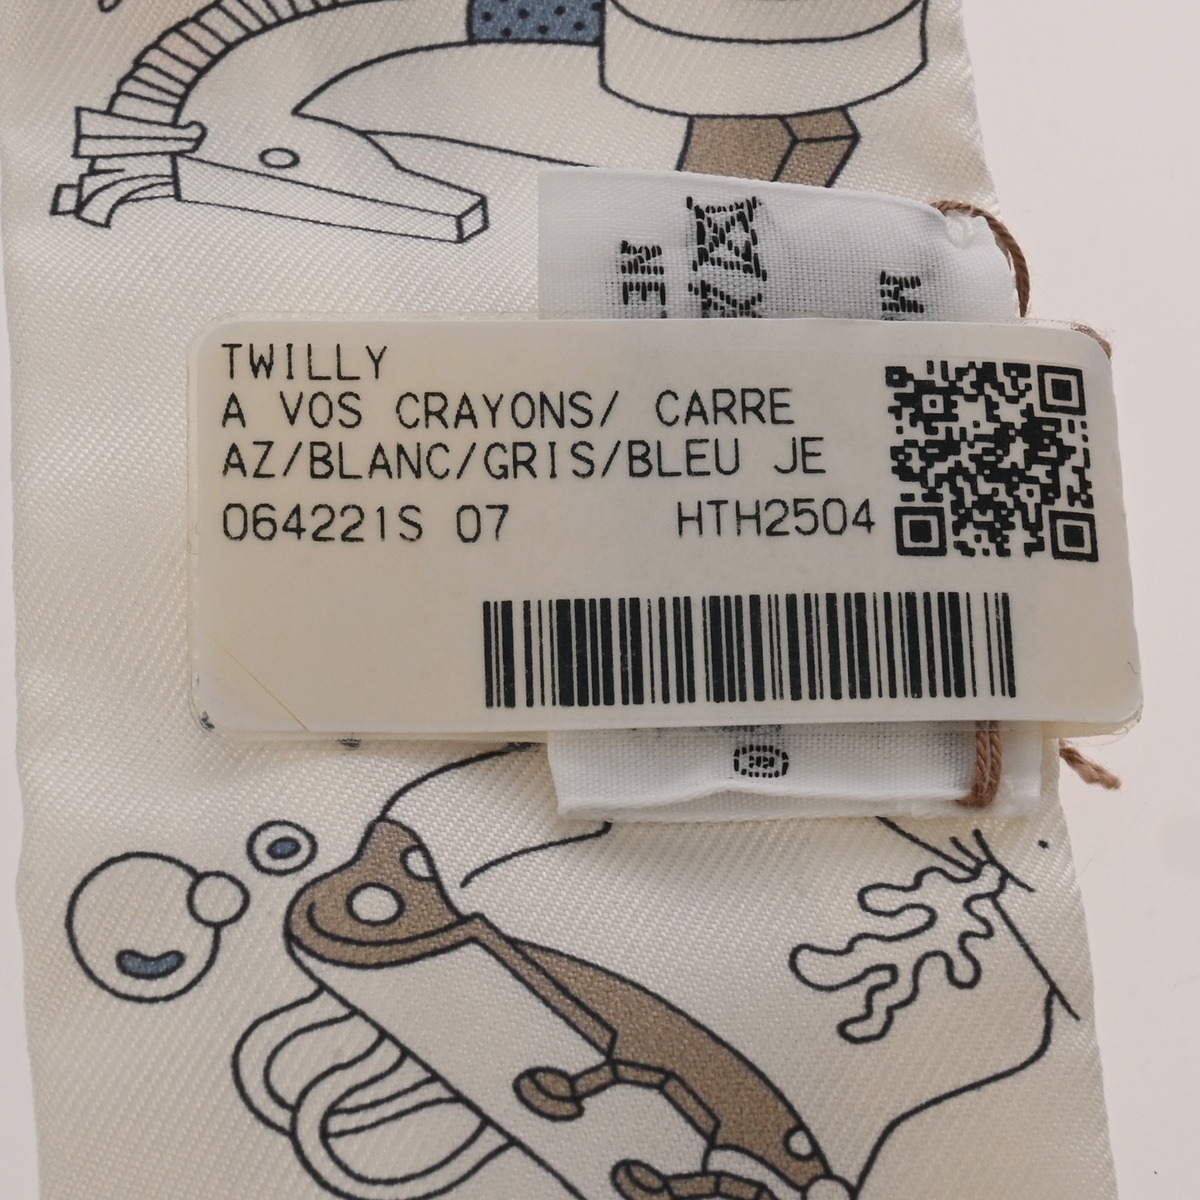 TWILLY
A VOS CRAYONS/ CARRE
AZ/BLANC/GRIS/BLEU JE
064221S 07 HTH2504